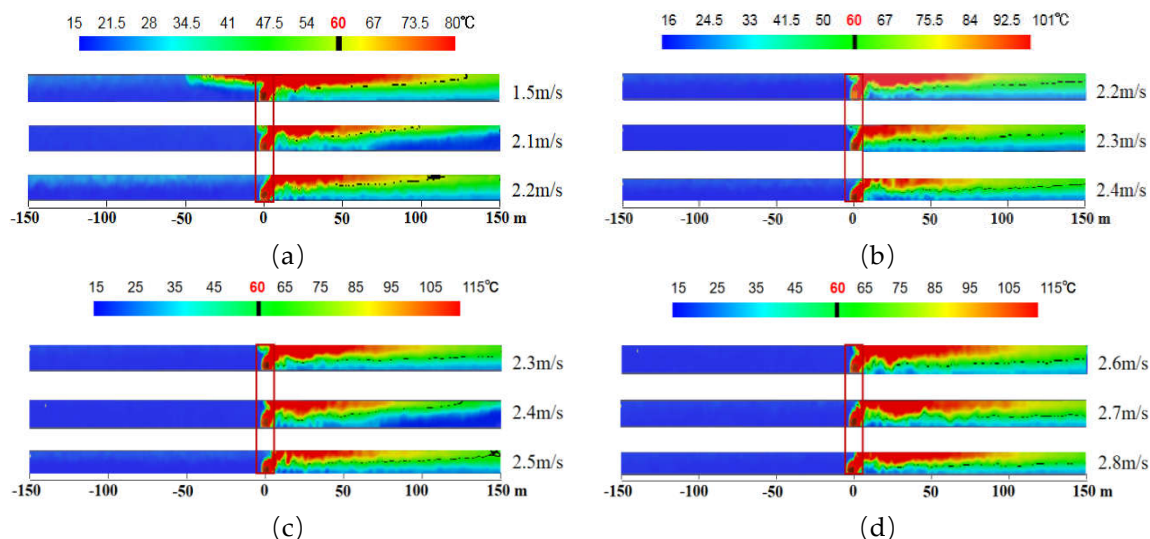 15 21.5 28 34.5 41 47.5 54 60 67 73.5 80℃
1.5m/s
2.1m/s
2.2m/s
-150 -100 -50 0 50 100 150 m
(a)
16 24.5 33 41.5 50 60 67 75.5 84 92.5 101℃
2.2m/s
2.3m/s
2.4m/s
-150 -100 -50 0 50 100 150 m
(b)
15 25 35 45 60 65 75 85 95 105 115℃
2.3m/s
2.4m/s
2.5m/s
-150 -100 -50 0 50 100 150 m
(c)
15 25 35 45 60 65 75 85 95 105 115℃
2.6m/s
2.7m/s
2.8m/s
-150 -100 -50 0 50 100 150 m
(d)